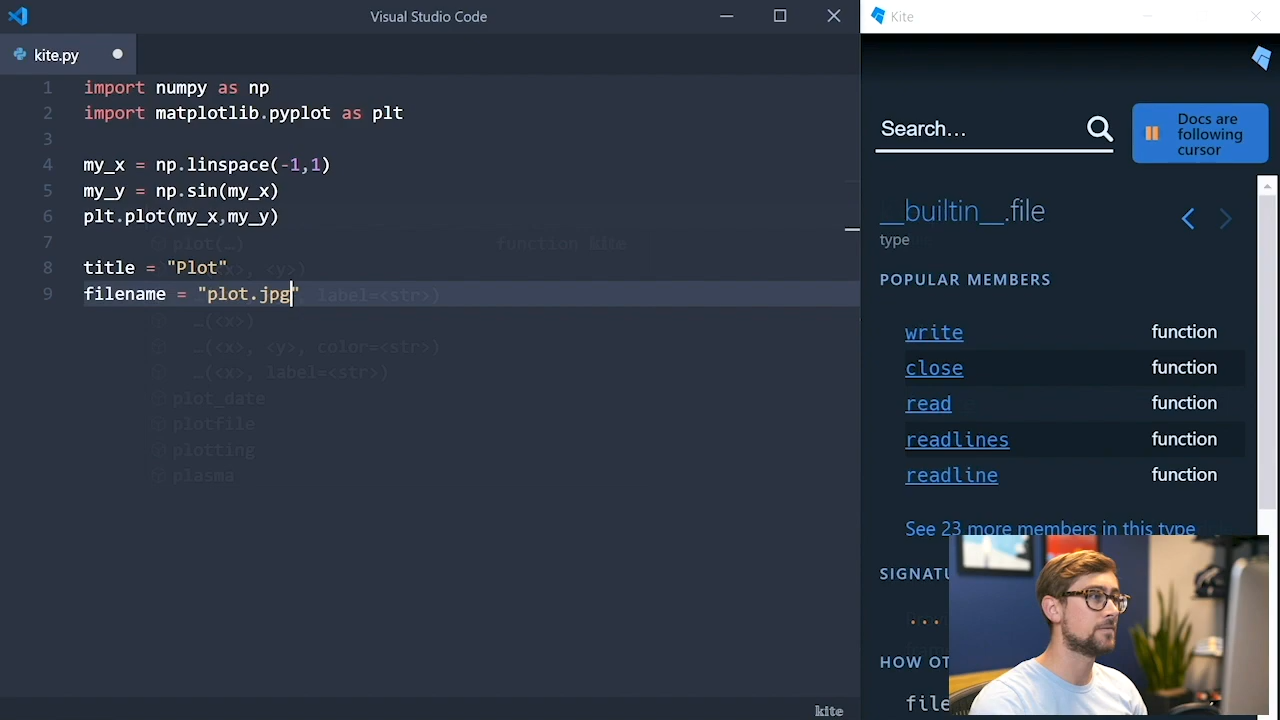 Visual Studio Code
kite.py
1 import numpy as np
2 import matplotlib.pyplot as plt
3
4 my_x = np.linspace(-1,1)
5 my_y = np.sin(my_x)
6 plt.plot(my_x,my_y)
7
plot(…) function kite
8 title = "Plot"
<x>, <y>)
9 filename = "plot.jpg"
, label=<str>)
…(<x>)
…(<x>, <y>, color=<str>)
…(<x>, label=<str>)
plot_date
plotfile
plotting
plasma
kite
Kite
Search…
Docs are
following
cursor
__builtin__.file
type
POPULAR MEMBERS
write function
close function
read function
readlines function
readline function
See 23 more members in this type
SIGNATU
...
HOW OT
file